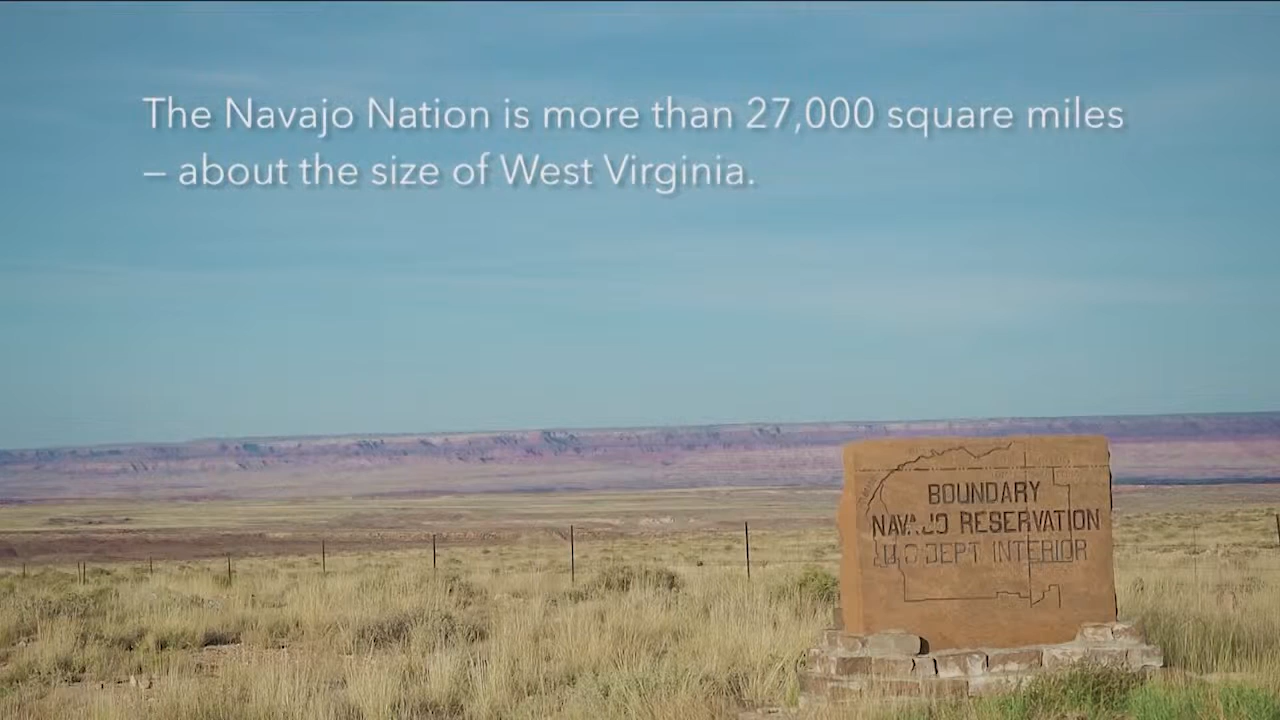 The Navajo Nation is more than 27,000 square miles
– about the size of West Virginia.
BOUNDARY
NAVAJO RESERVATION
U.S. DEPT INTERIOR